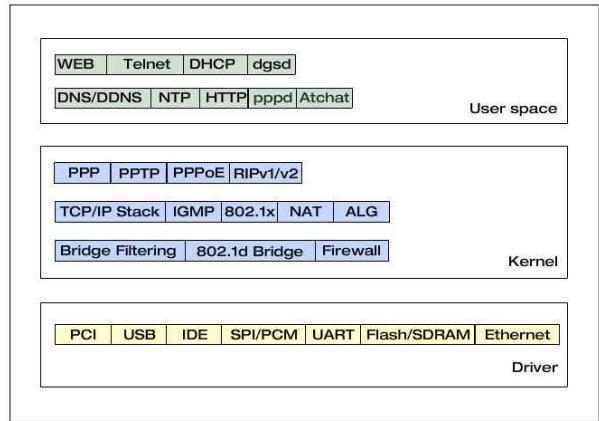 WEB Telnet DHCP dgsd
DNS/DDNS NTP HTTP pppd Atchat
User space
PPP PPTP PPPoE RIPv1/v2
TCP/IP Stack IGMP 802.1x NAT ALG
Bridge Filtering 802.1d Bridge Firewall
Kernel
PCI USB IDE SPI/PCM UART Flash/SDRAM Ethernet
Driver